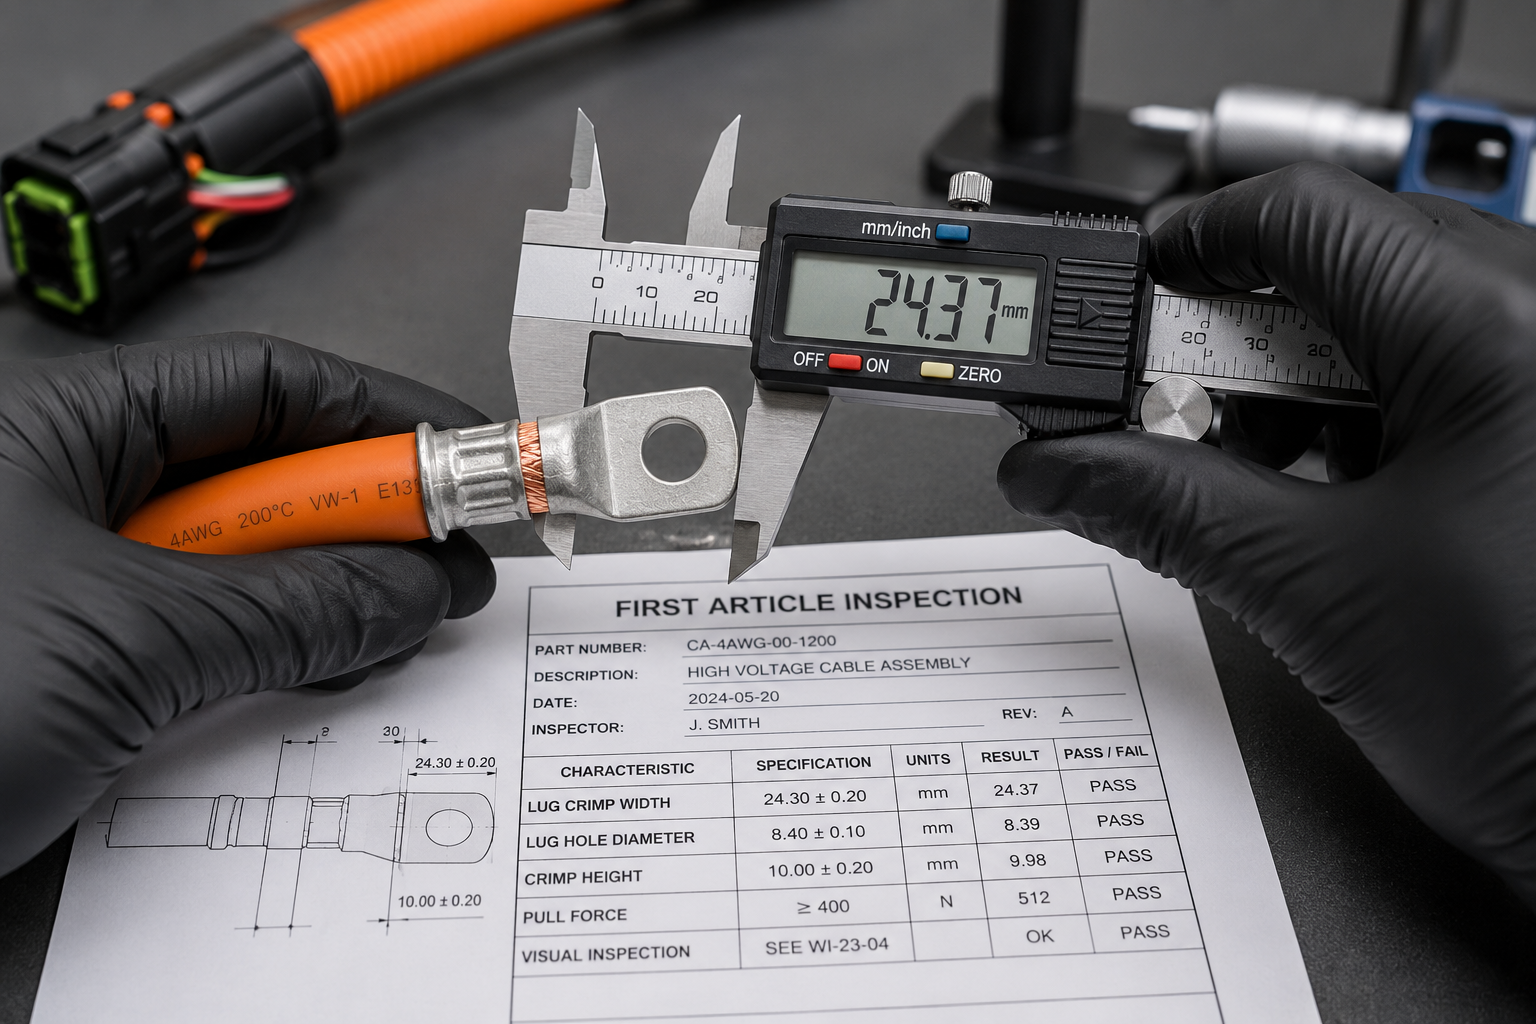 mm/inch
24.37 mm
OFF ON ZERO
0 10 20
20 30 20
4AWG 200°C VW-1 E13
FIRST ARTICLE INSPECTION
PART NUMBER: CA-4AWG-00-1200
DESCRIPTION: HIGH VOLTAGE CABLE ASSEMBLY
DATE: 2024-05-20
INSPECTOR: J. SMITH REV: A
CHARACTERISTIC SPECIFICATION UNITS RESULT PASS / FAIL
LUG CRIMP WIDTH 24.30 ± 0.20 mm 24.37 PASS
LUG HOLE DIAMETER 8.40 ± 0.10 mm 8.39 PASS
CRIMP HEIGHT 10.00 ± 0.20 mm 9.98 PASS
PULL FORCE ≥ 400 N 512 PASS
VISUAL INSPECTION SEE WI-23-04 OK PASS
30
24.30 ± 0.20
10.00 ± 0.20